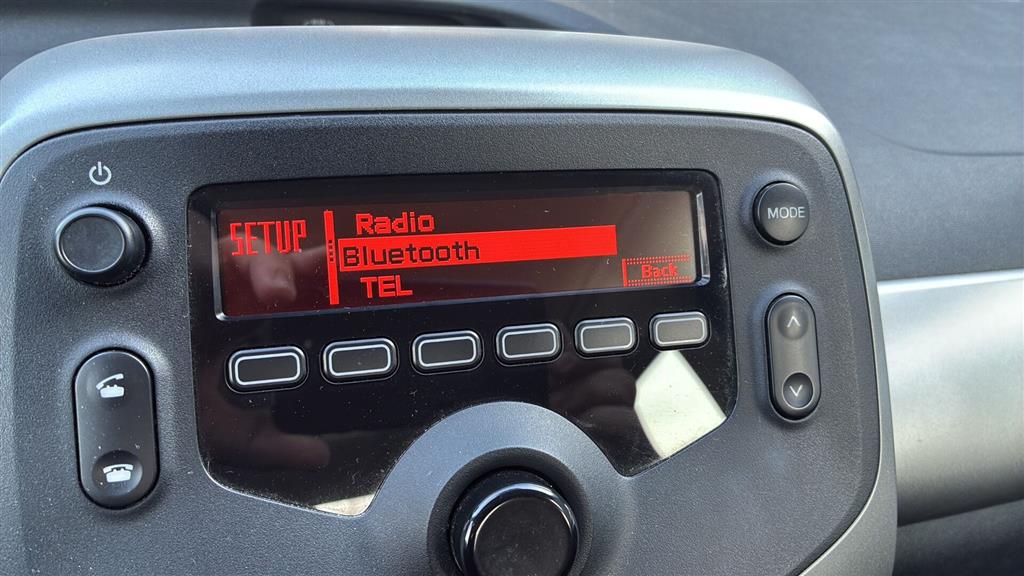 SETUP
Radio
Bluetooth
TEL
Back
MODE